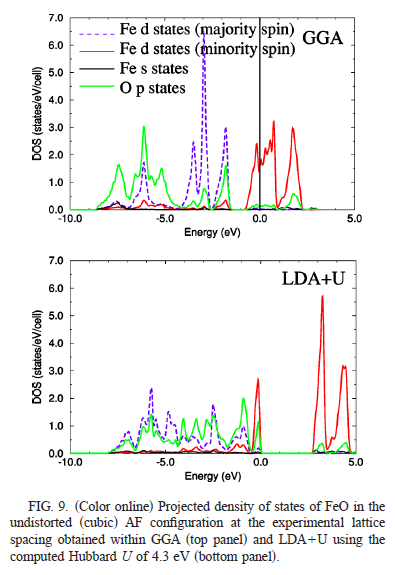 7.0
6.0
5.0
4.0
3.0
2.0
1.0
0.0
DOS (states/eV/cell)
Fe d states (majority spin)
Fe d states (minority spin)
Fe s states
O p states
GGA
-10.0 -5.0 0.0 5.0
Energy (eV)
7.0
6.0
5.0
4.0
3.0
2.0
1.0
0.0
DOS (states/eV/cell)
LDA+U
-10.0 -5.0 0.0 5.0
Energy (eV)
FIG. 9. (Color online) Projected density of states of FeO in the
undistorted (cubic) AF configuration at the experimental lattice
spacing obtained within GGA (top panel) and LDA+U using the
computed Hubbard U of 4.3 eV (bottom panel).